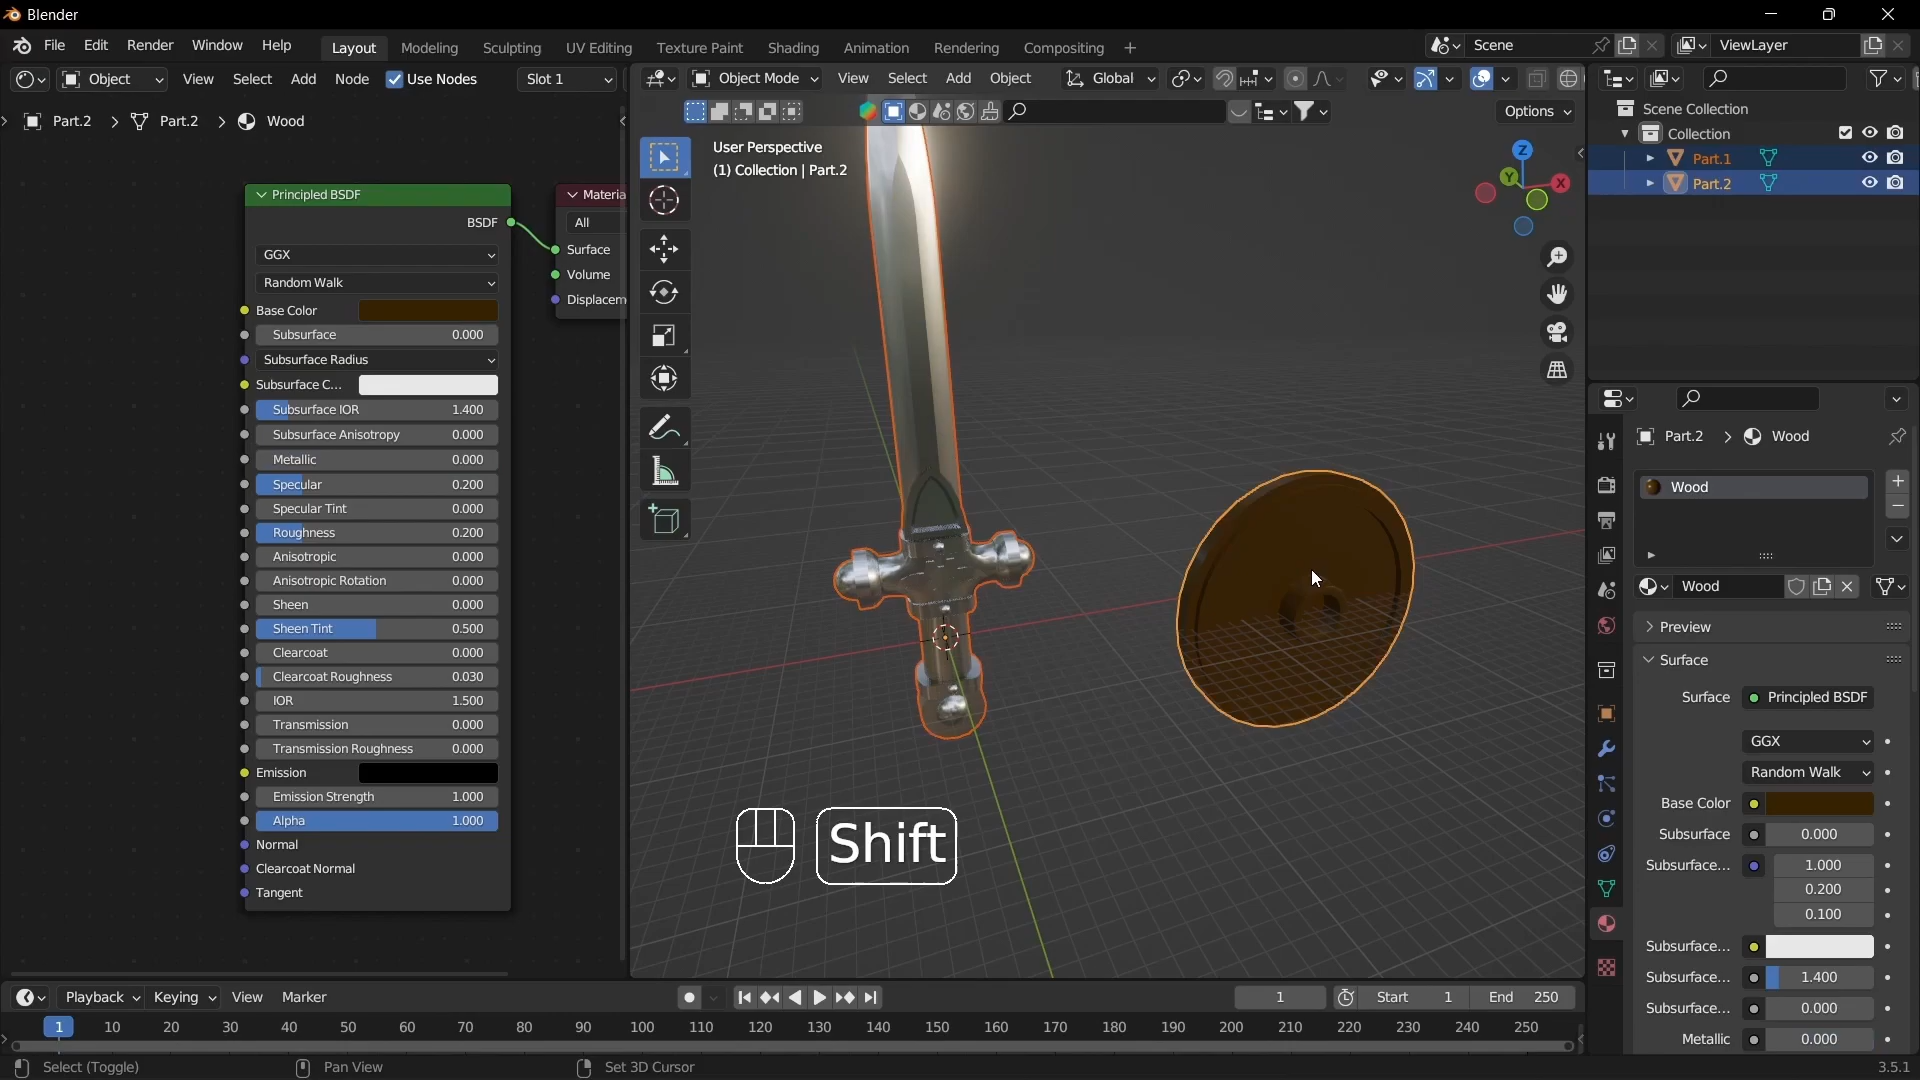 Blender
File Edit Render Window Help
Layout Modeling Sculpting UV Editing Texture Paint Shading Animation Rendering Compositing +
Scene
ViewLayer
Object View Select Add Node Use Nodes Slot 1
Object Mode View Select Add Object Global
Options
Part.2 > Part.2 > Wood
User Perspective
(1) Collection | Part.2
Z
Y
X
Scene Collection
Collection
Part.1
Part.2
Principled BSDF
BSDF
GGX
Random Walk
Base Color
Subsurface 0.000
Subsurface Radius
Subsurface C...
Subsurface IOR 1.400
Subsurface Anisotropy 0.000
Metallic 0.000
Specular 0.200
Specular Tint 0.000
Roughness 0.200
Anisotropic 0.000
Anisotropic Rotation 0.000
Sheen 0.000
Sheen Tint 0.500
Clearcoat 0.000
Clearcoat Roughness 0.030
IOR 1.500
Transmission 0.000
Transmission Roughness 0.000
Emission
Emission Strength 1.000
Alpha 1.000
Normal
Clearcoat Normal
Tangent
Materia
All
Surface
Volume
Displacem
Shift
Part.2 > Wood
Wood
Wood
Preview
Surface
Surface Principled BSDF
GGX
Random Walk
Base Color
Subsurface 0.000
Subsurface... 1.000
0.200
0.100
Subsurface...
Subsurface... 1.400
Subsurface... 0.000
Metallic 0.000
Playback Keying View Marker
1 Start 1 End 250
1 10 20 30 40 50 60 70 80 90 100 110 120 130 140 150 160 170 180 190 200 210 220 230 240 250
Select (Toggle) Pan View Set 3D Cursor 3.5.1